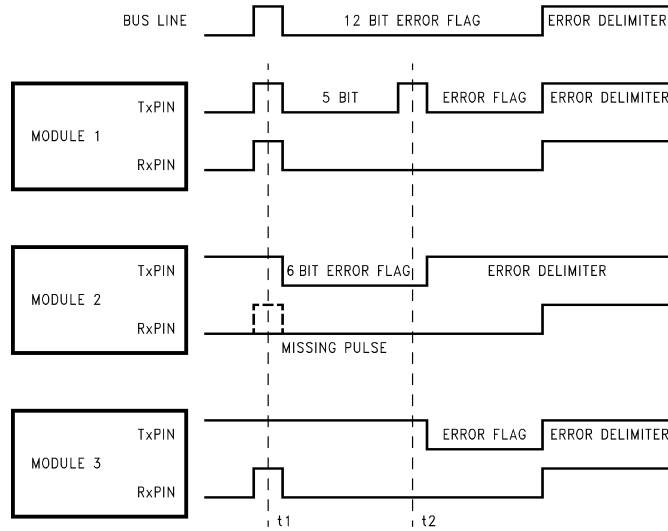 BUS LINE 12 BIT ERROR FLAG ERROR DELIMITER
TxPIN 5 BIT ERROR FLAG ERROR DELIMITER
MODULE 1
RxPIN
TxPIN 6 BIT ERROR FLAG ERROR DELIMITER
MODULE 2
RxPIN
MISSING PULSE
TxPIN ERROR FLAG ERROR DELIMITER
MODULE 3
RxPIN
t1 t2